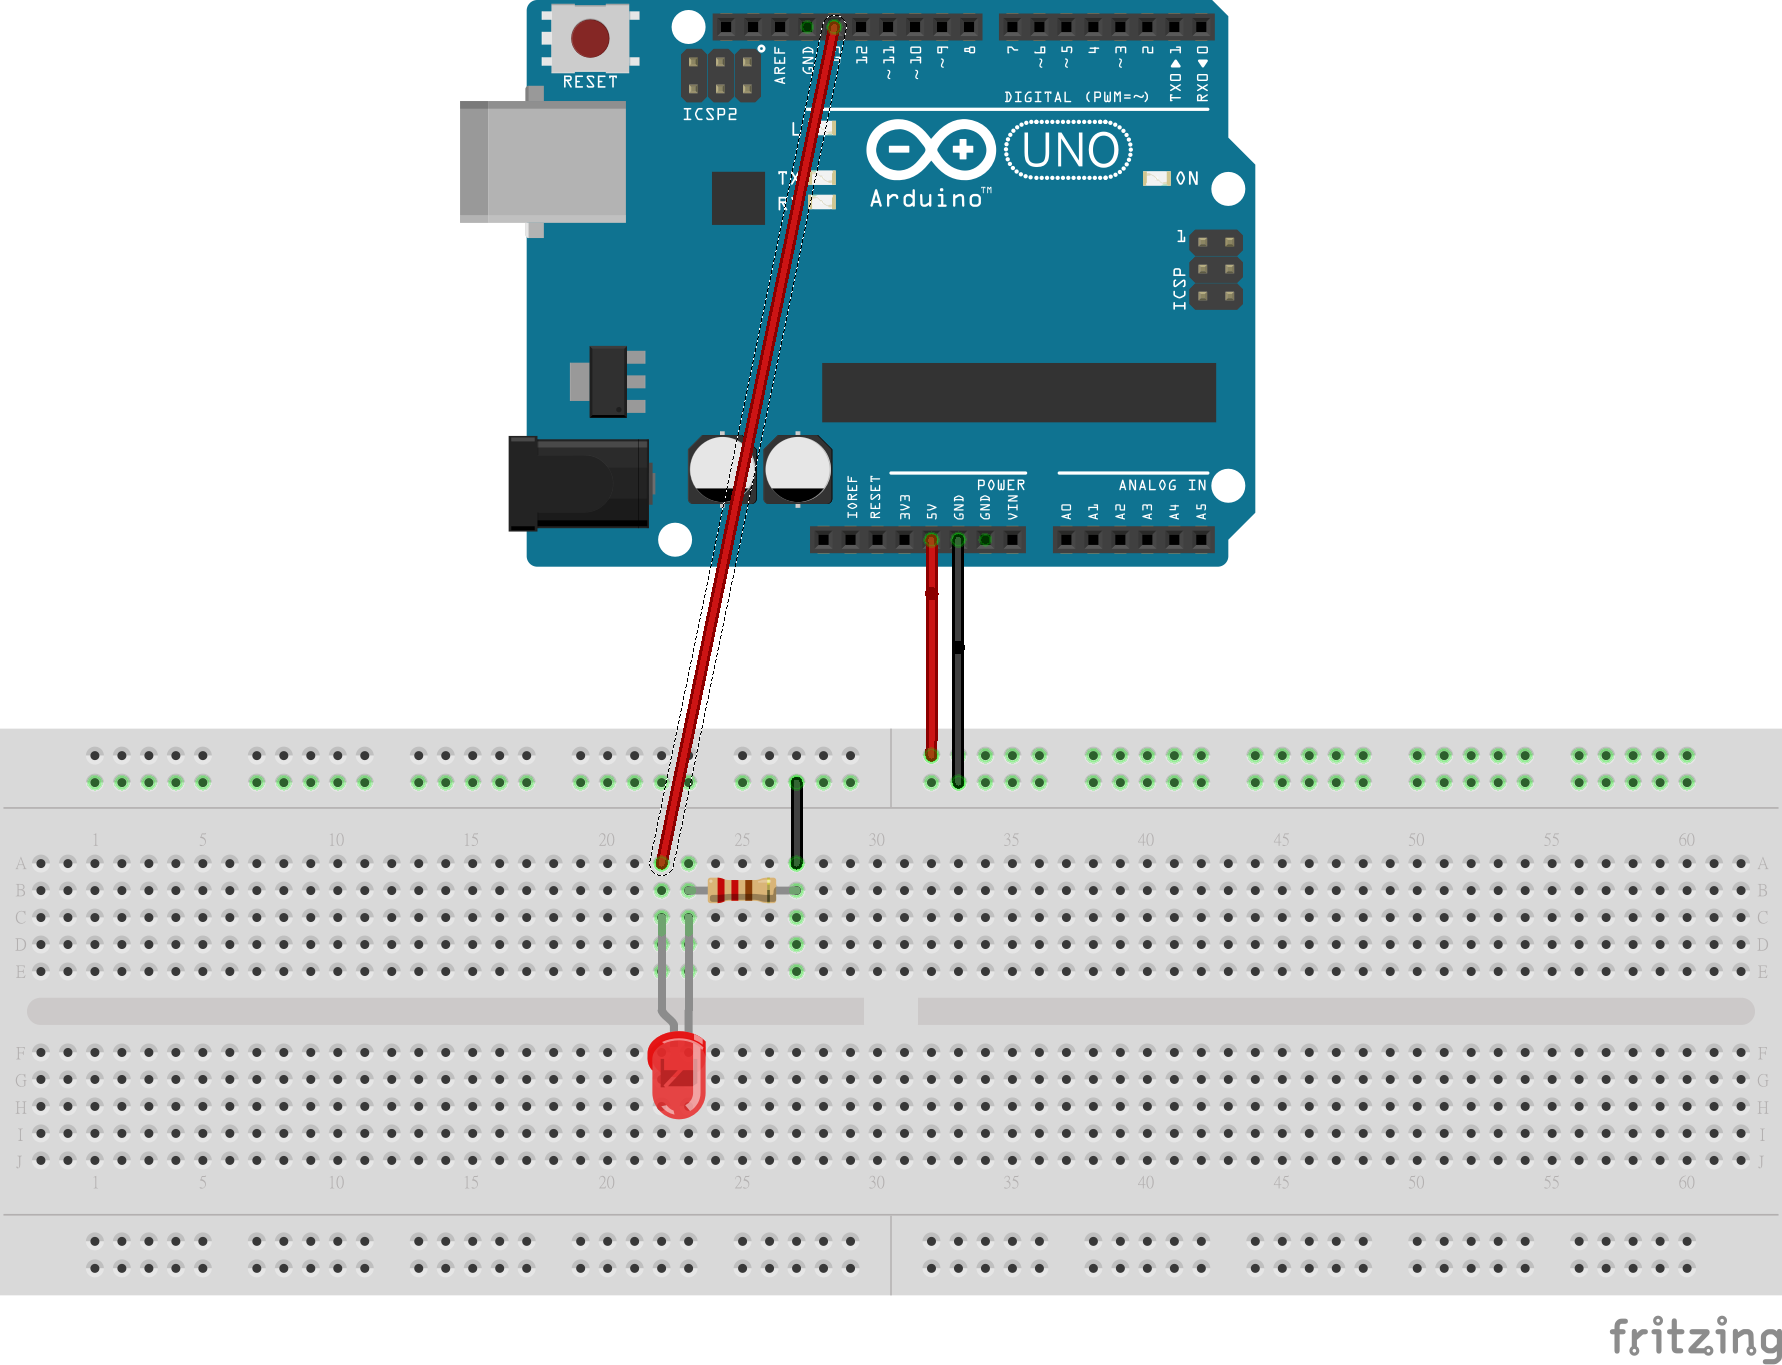 RESET
ICSP2
AREF
GND
12
~11
~10
~9
8
7
~6
~5
4
~3
2
TX0 ▶ 1
RX0 ◀ 0
DIGITAL (PWM=~)
L
TX
UNO
Arduino™
ON
1
ICSP
IOREF
RESET
3V3
5V
GND
GND
VIN
POWER
ANALOG IN
A0
A1
A2
A3
A4
A5
1 5 10 15 20 25 30 35 40 45 50 55 60
A A
B B
C C
D D
E E
F F
G G
H H
I I
J J
1 5 10 15 20 25 30 35 40 45 50 55 60
fritzing